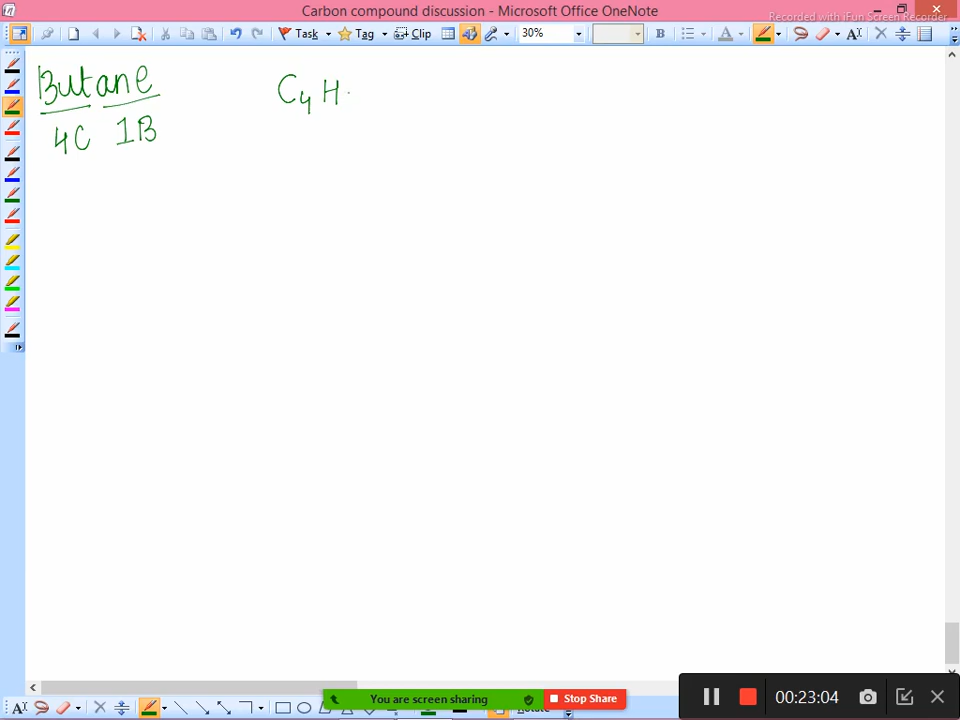 Carbon compound discussion - Microsoft Office OneNote
Recorded with iFun Screen Recorder
Task Tag Clip 30% B A
Butane C₄ H
4C 1B
You are screen sharing Stop Share
00:23:04